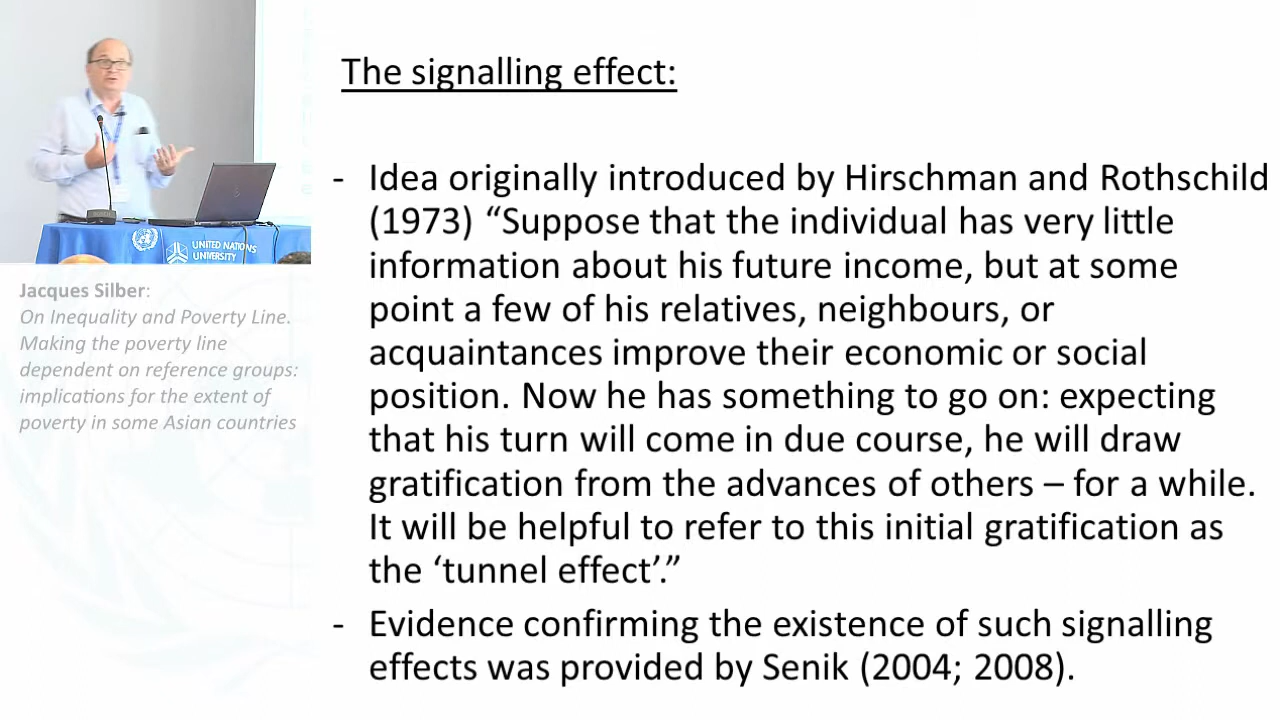 The signalling effect:
- Idea originally introduced by Hirschman and Rothschild
(1973) “Suppose that the individual has very little
information about his future income, but at some
point a few of his relatives, neighbours, or
acquaintances improve their economic or social
position. Now he has something to go on: expecting
that his turn will come in due course, he will draw
gratification from the advances of others – for a while.
It will be helpful to refer to this initial gratification as
the ‘tunnel effect’.”
- Evidence confirming the existence of such signalling
effects was provided by Senik (2004; 2008).
UNITED NATIONS
UNIVERSITY
Jacques Silber:
On Inequality and Poverty Line.
Making the poverty line
dependent on reference groups:
implications for the extent of
poverty in some Asian countries